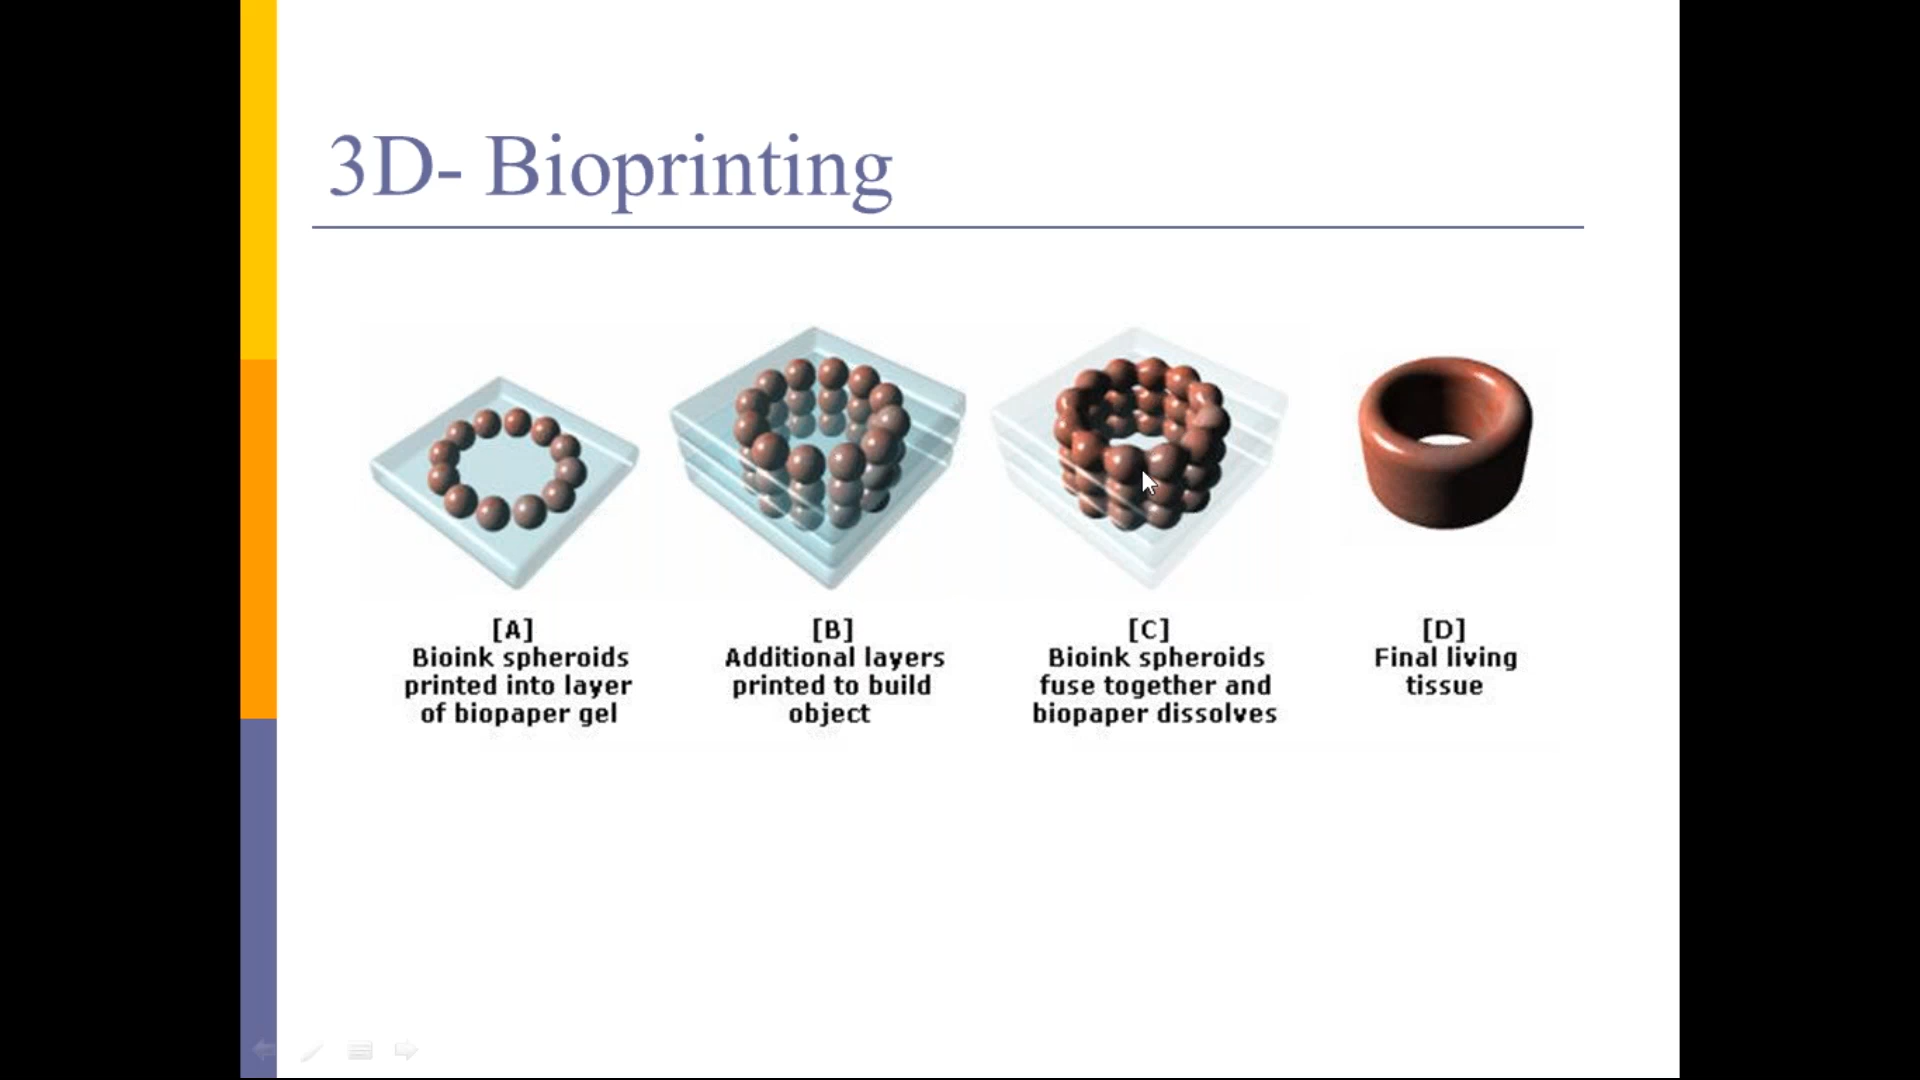 3D- Bioprinting
[A]
Bioink spheroids
printed into layer
of biopaper gel
[B]
Additional layers
printed to build
object
[C]
Bioink spheroids
fuse together and
biopaper dissolves
[D]
Final living
tissue